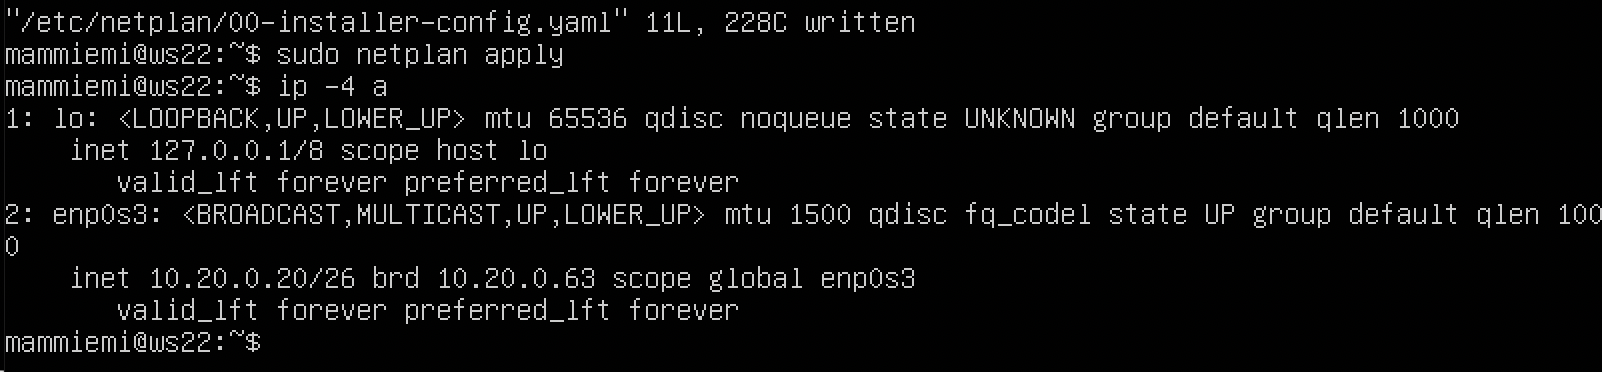 "/etc/netplan/00-installer-config.yaml" 11L, 228C written
mammiemi@ws22:~$ sudo netplan apply
mammiemi@ws22:~$ ip -4 a
1: lo: <LOOPBACK,UP,LOWER_UP> mtu 65536 qdisc noqueue state UNKNOWN group default qlen 1000
    inet 127.0.0.1/8 scope host lo
       valid_lft forever preferred_lft forever
2: enp0s3: <BROADCAST,MULTICAST,UP,LOWER_UP> mtu 1500 qdisc fq_codel state UP group default qlen 100
0
    inet 10.20.0.20/26 brd 10.20.0.63 scope global enp0s3
       valid_lft forever preferred_lft forever
mammiemi@ws22:~$